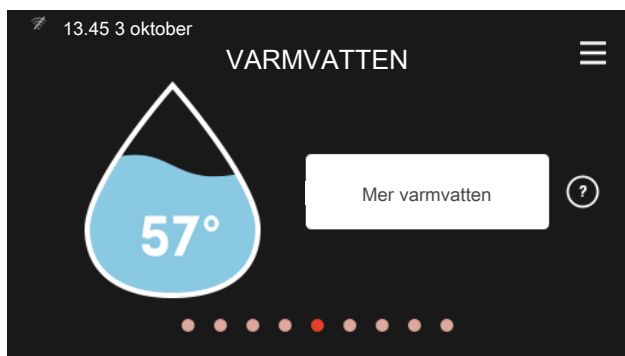 13.45 3 oktober
VARMVATTEN
57°
Mer varmvatten
?